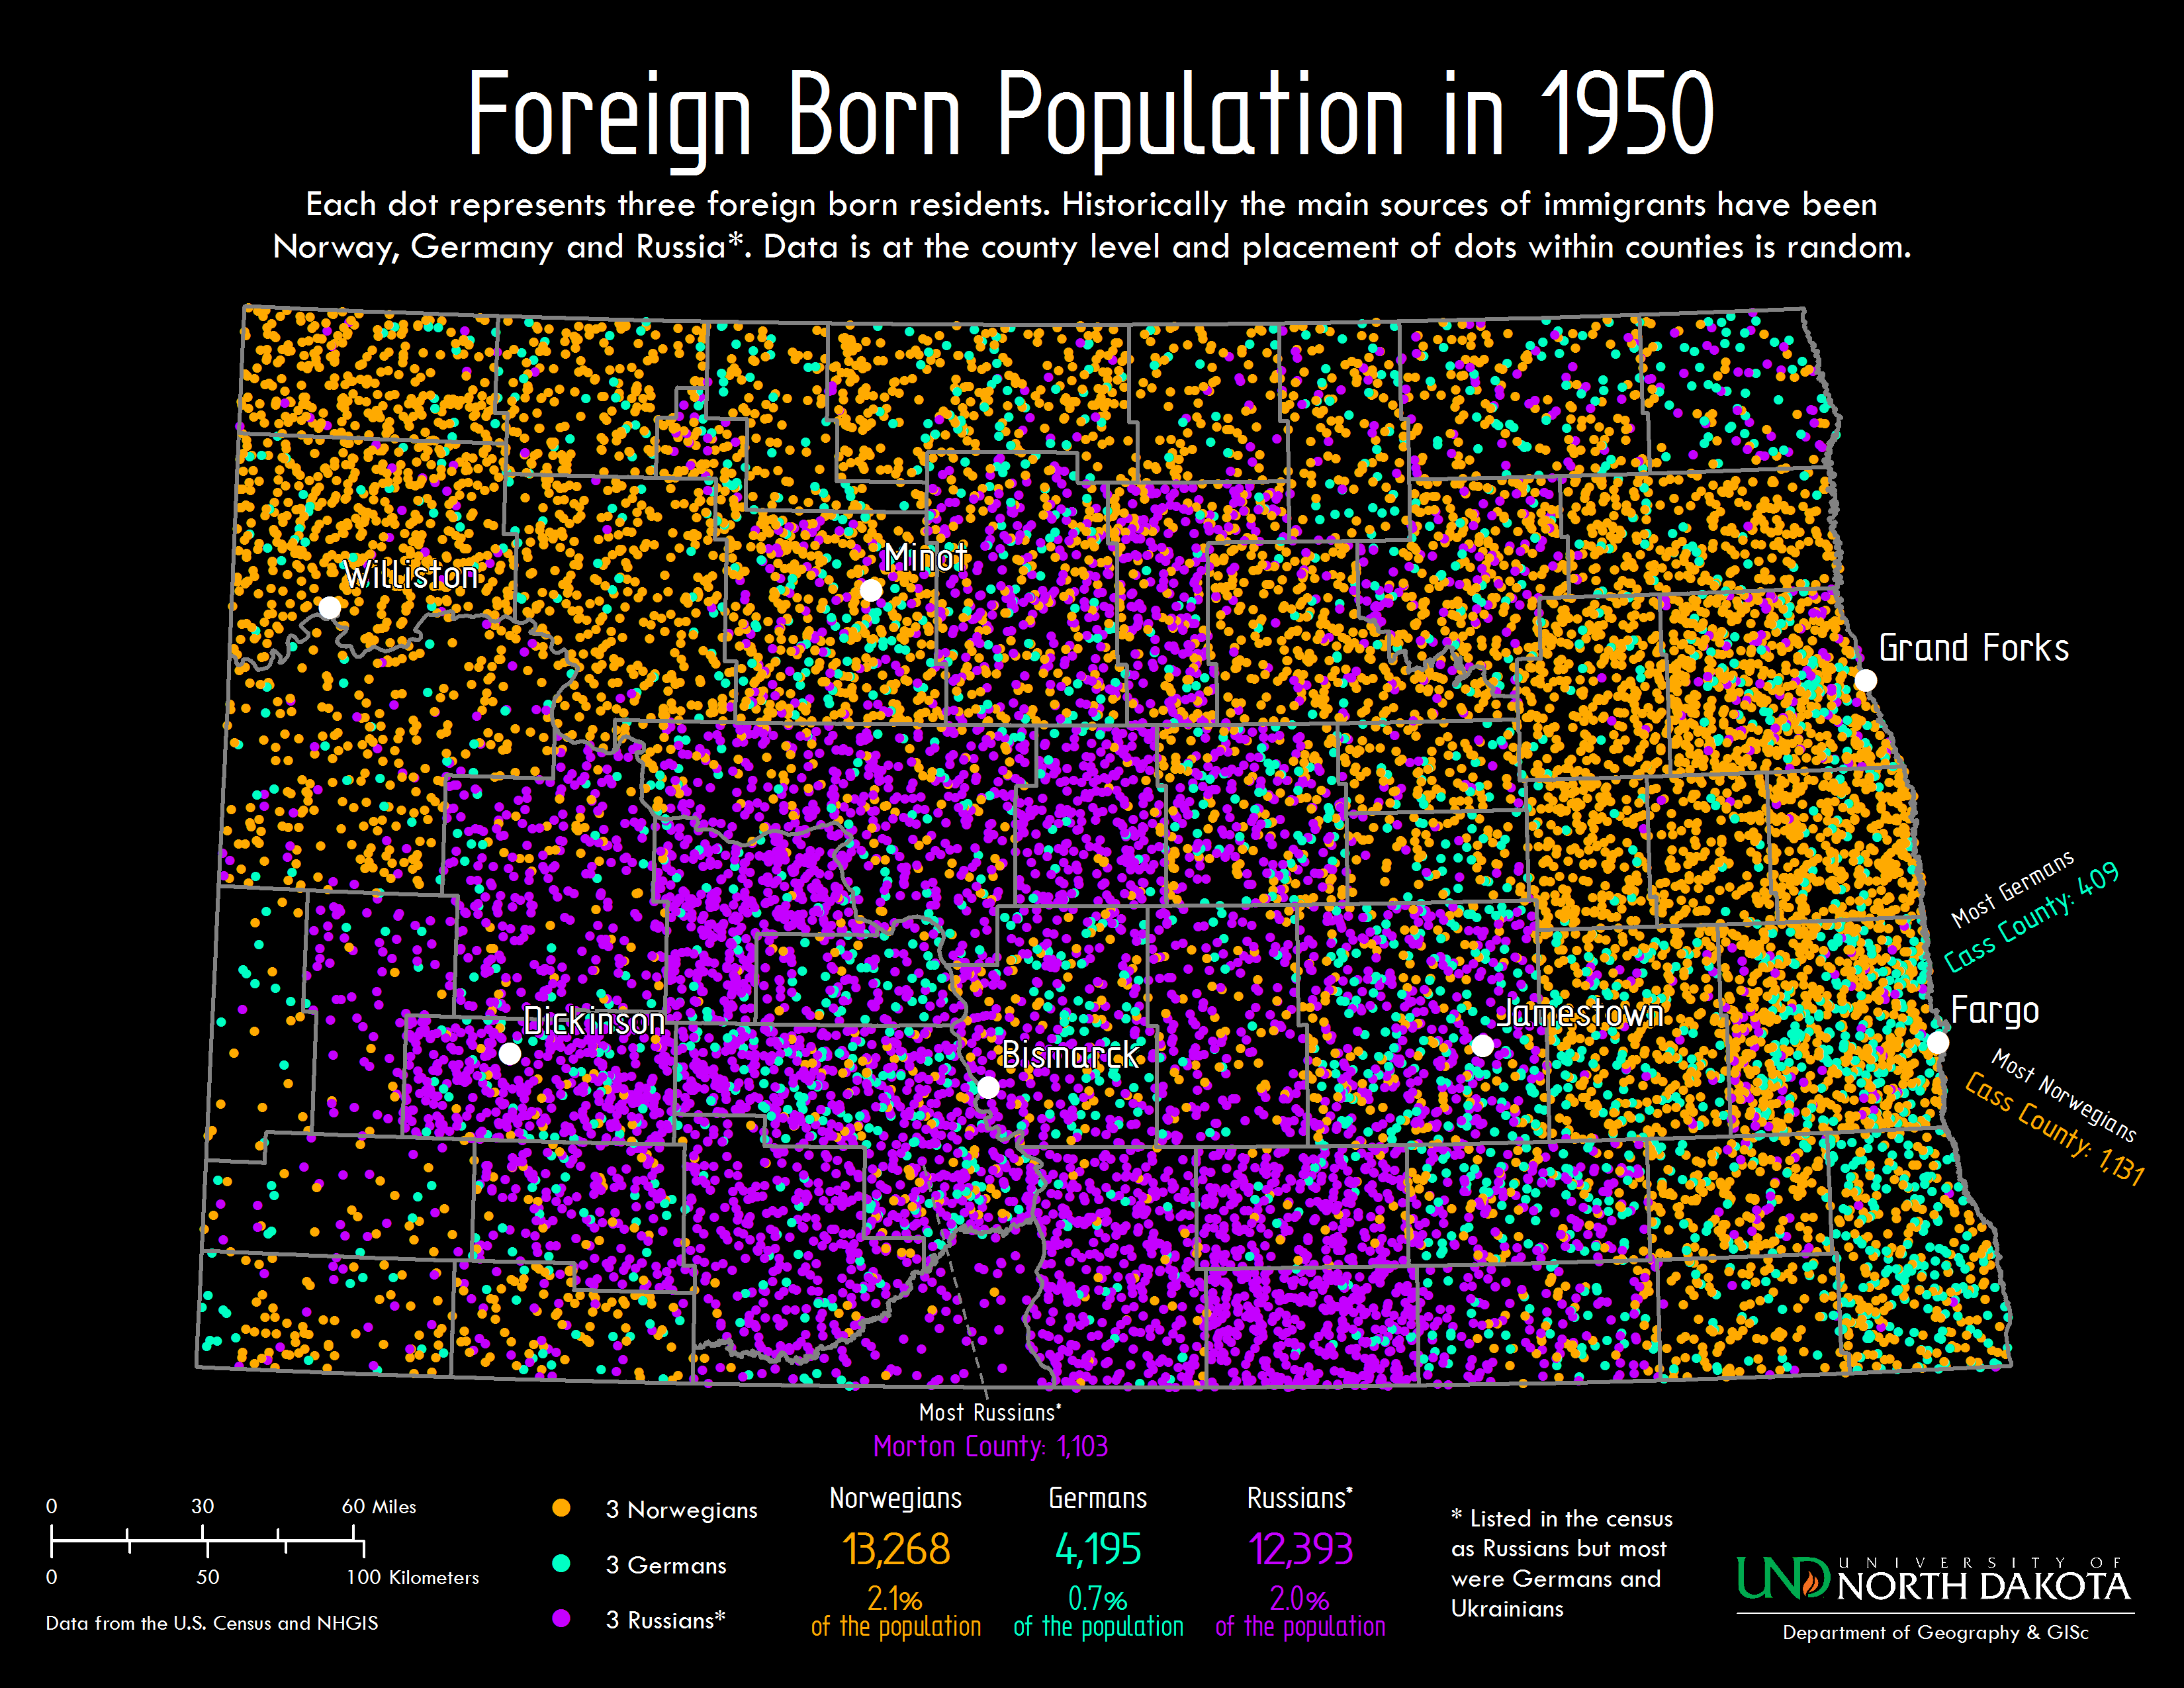 Foreign Born Population in 1950
Each dot represents three foreign born residents. Historically the main sources of immigrants have been
Norway, Germany and Russia*. Data is at the county level and placement of dots within counties is random.
Minot
Williston
Grand Forks
Most Germans
Cass County: 409
Dickinson
Jamestown
Fargo
Bismarck
Most Norwegians
Cass County: 1,131
Most Russians*
Morton County: 1,103
0 30 60 Miles
0 50 100 Kilometers
Data from the U.S. Census and NHGIS
3 Norwegians
3 Germans
3 Russians*
Norwegians
13,268
2.1%
of the population
Germans
4,195
0.7%
of the population
Russians*
12,393
2.0%
of the population
* Listed in the census
as Russians but most
were Germans and
Ukrainians
UND UNIVERSITY OF
NORTH DAKOTA
Department of Geography & GISc